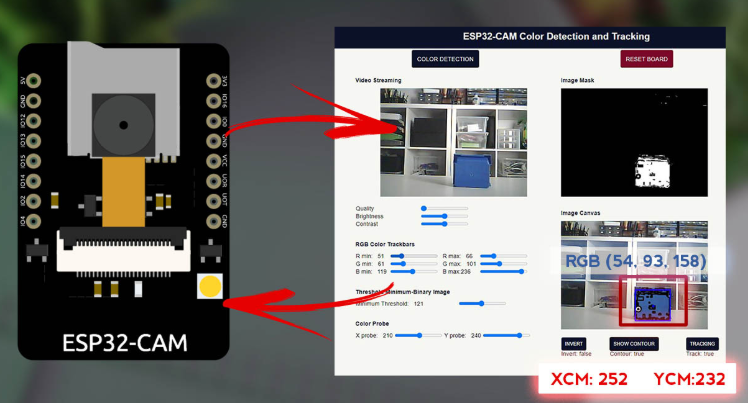 ESP32-CAM Color Detection and Tracking
COLOR DETECTION
RESET BOARD
Video Streaming
Image Mask
5V
GND
IO12
IO13
IO15
IO14
IO2
IO4
3V3
IO16
IO0
GND
VCC
UOR
UOT
GND
ESP32-CAM
Quality
Brightness
Contrast
Image Canvas
RGB Color Trackbars
R min: 51 R max: 66
G min: 61 G max: 101
B min: 119 B max:236
RGB (54, 93, 158)
Threshold Minimum-Binary Image
Minimum Threshold: 121
Color Probe
X probe: 210 Y probe: 240
INVERT SHOW CONTOUR TRACKING
Invert: false Contour: true Track: true
XCM: 252 YCM:232